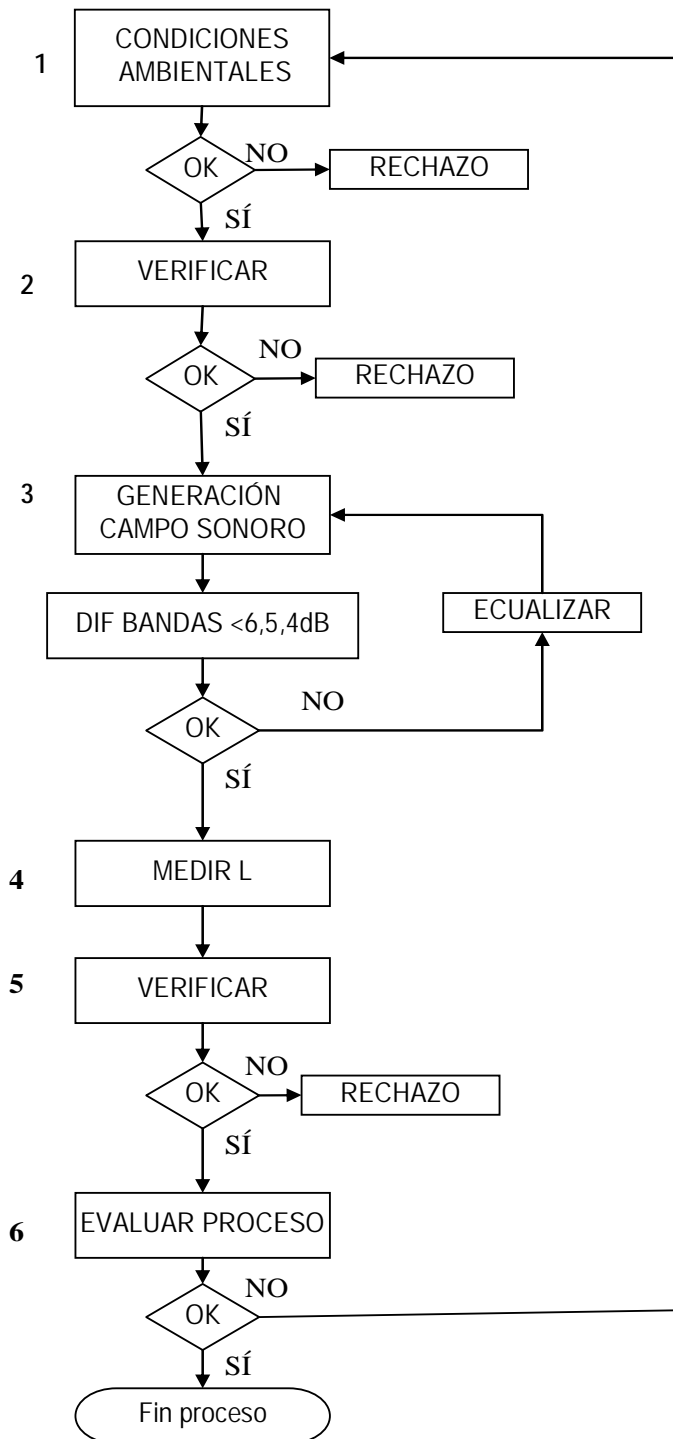 1
CONDICIONES
AMBIENTALES
OK
NO
RECHAZO
SÍ
2
VERIFICAR
OK
NO
RECHAZO
SÍ
3
GENERACIÓN
CAMPO SONORO
DIF BANDAS <6,5,4dB
ECUALIZAR
OK
NO
SÍ
4
MEDIR L
5
VERIFICAR
OK
NO
RECHAZO
SÍ
6
EVALUAR PROCESO
OK
NO
SÍ
Fin proceso